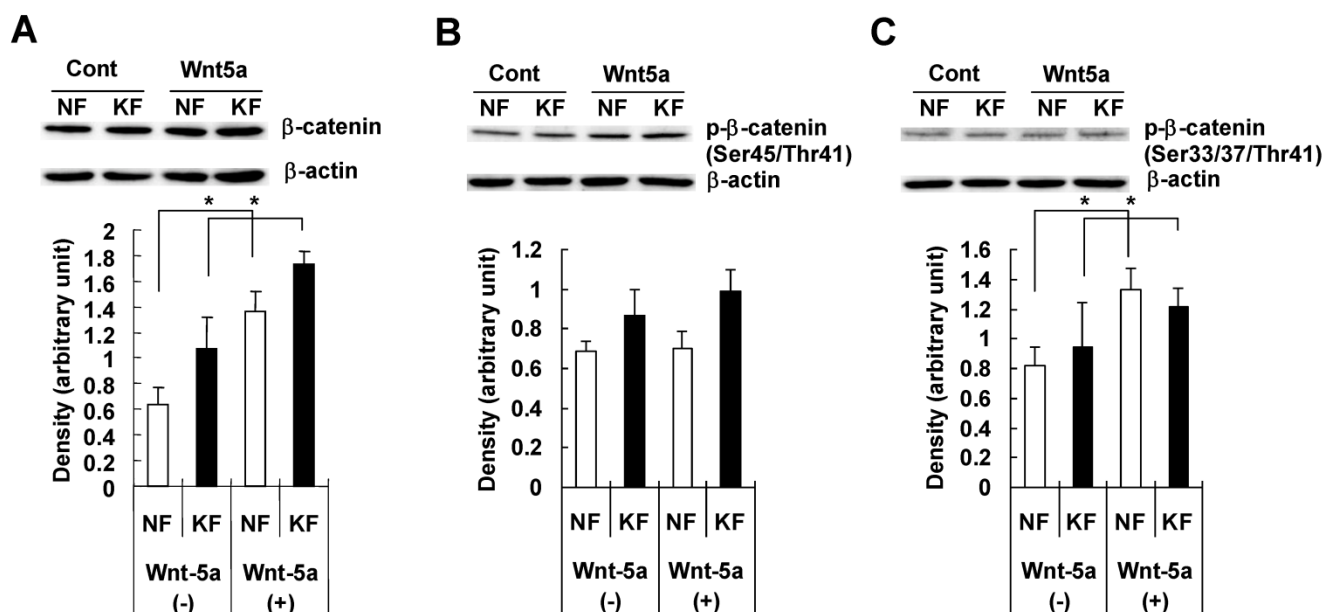 A
Cont Wnt5a
NF KF NF KF
β-catenin
β-actin
* *
Density (arbitrary unit)
2
1.8
1.6
1.4
1.2
1
0.8
0.6
0.4
0.2
0
NF KF NF KF
Wnt-5a Wnt-5a
(-) (+)
B
Cont Wnt5a
NF KF NF KF
p-β-catenin
(Ser45/Thr41)
β-actin
Density (arbitrary unit)
1.2
1
0.8
0.6
0.4
0.2
0
NF KF NF KF
Wnt-5a Wnt-5a
(-) (+)
C
Cont Wnt5a
NF KF NF KF
p-β-catenin
(Ser33/37/Thr41)
β-actin
* *
Density (arbitrary unit)
1.6
1.4
1.2
1
0.8
0.6
0.4
0.2
0
NF KF NF KF
Wnt-5a Wnt-5a
(-) (+)